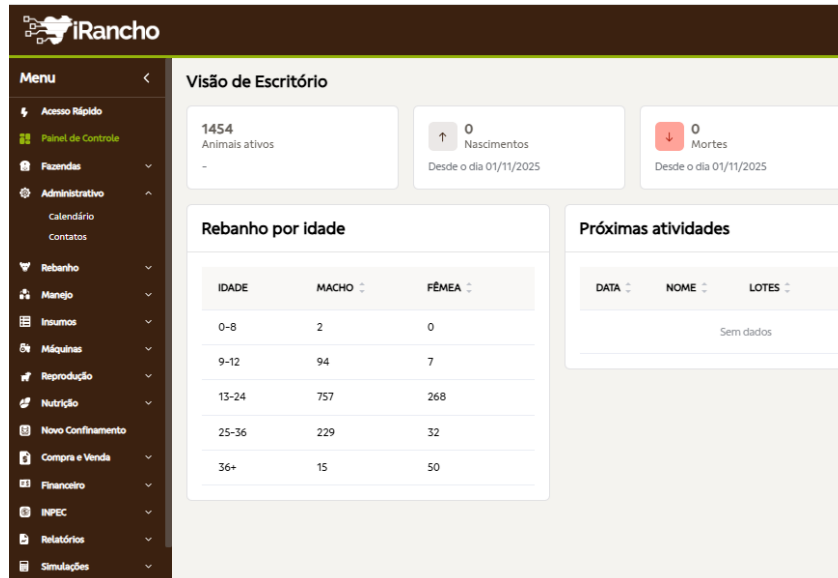 iRancho
Menu
Acesso Rápido
Painel de Controle
Fazendas
Administrativo
Calendário
Contatos
Rebanho
Manejo
Insumos
Máquinas
Reprodução
Nutrição
Novo Confinamento
Compra e Venda
Financeiro
INPEC
Relatórios
Simulações
Visão de Escritório
1454
Animais ativos
-
0
Nascimentos
Desde o dia 01/11/2025
0
Mortes
Desde o dia 01/11/2025
Rebanho por idade
IDADE MACHO FÊMEA
0-8 2 0
9-12 94 7
13-24 757 268
25-36 229 32
36+ 15 50
Próximas atividades
DATA NOME LOTES
Sem dados